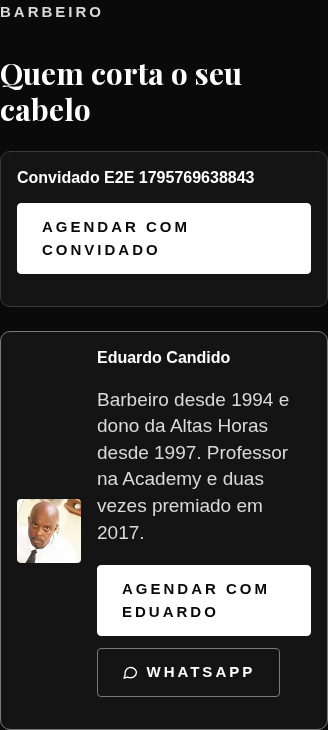 BARBEIRO
Quem corta o seu
cabelo
Convidado E2E 1795769638843
AGENDAR COM
CONVIDADO
Eduardo Candido
Barbeiro desde 1994 e
dono da Altas Horas
desde 1997. Professor
na Academy e duas
vezes premiado em
2017.
AGENDAR COM
EDUARDO
WHATSAPP